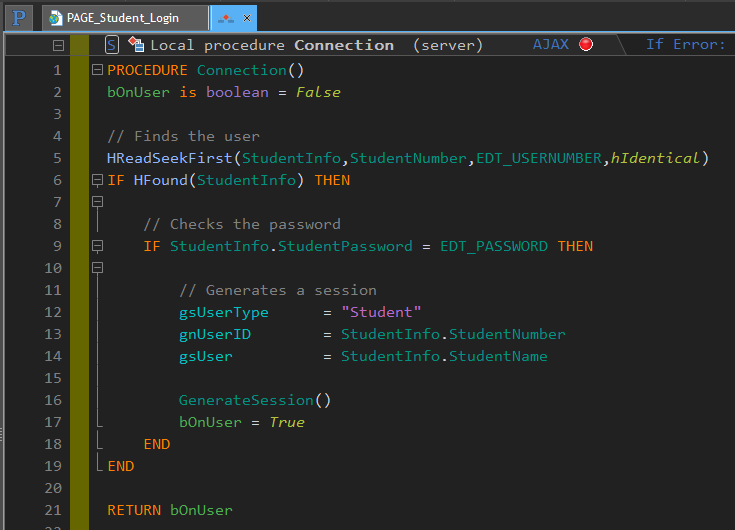 P PAGE_Student_Login ×
S Local procedure Connection (server) AJAX If Error:
1 PROCEDURE Connection()
2 bOnUser is boolean = False
3
4 // Finds the user
5 HReadSeekFirst(StudentInfo,StudentNumber,EDT_USERNUMBER,hIdentical)
6 IF HFound(StudentInfo) THEN
7
8 // Checks the password
9 IF StudentInfo.StudentPassword = EDT_PASSWORD THEN
10
11 // Generates a session
12 gsUserType = "Student"
13 gnUserID = StudentInfo.StudentNumber
14 gsUser = StudentInfo.StudentName
15
16 GenerateSession()
17 bOnUser = True
18 END
19 END
20
21 RETURN bOnUser